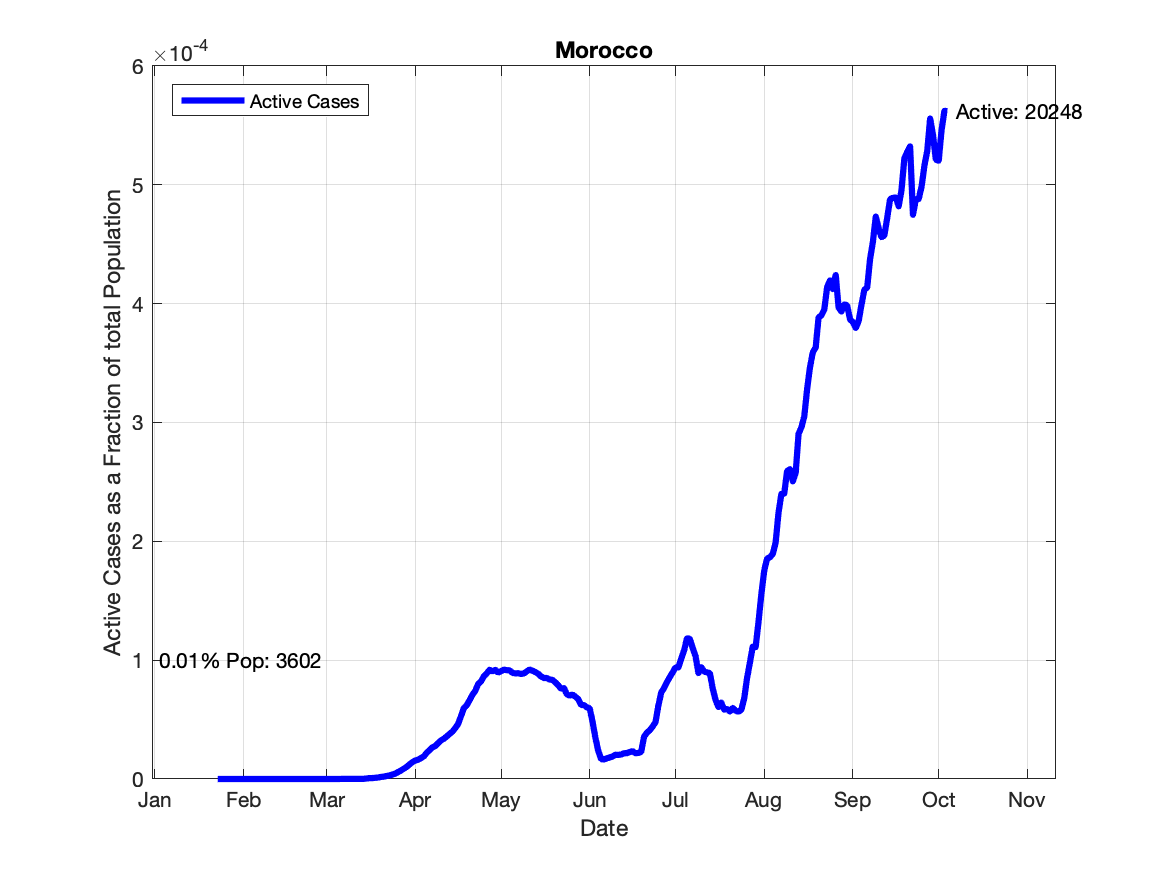 Morocco
×10-4
6
5
4
3
2
1
0
Active Cases
Active: 20248
0.01% Pop: 3602
Active Cases as a Fraction of total Population
Jan Feb Mar Apr May Jun Jul Aug Sep Oct Nov
Date